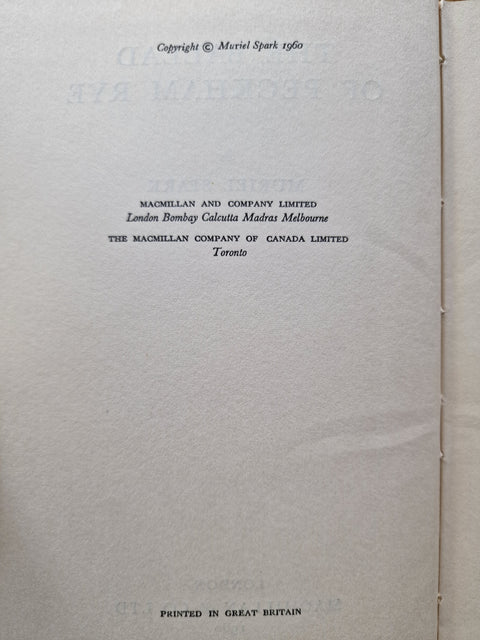 Copyright © Muriel Spark 1960
MACMILLAN AND COMPANY LIMITED
London Bombay Calcutta Madras Melbourne
THE MACMILLAN COMPANY OF CANADA LIMITED
Toronto
PRINTED IN GREAT BRITAIN